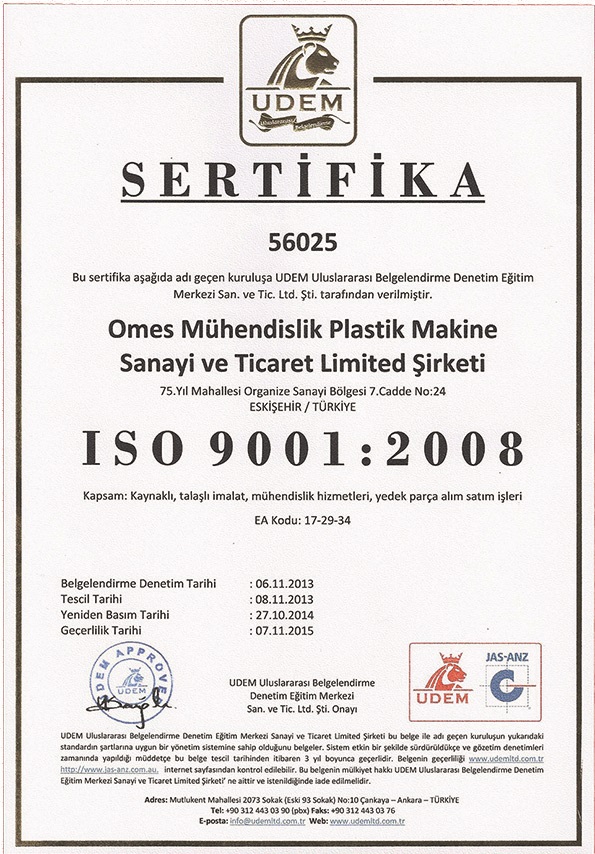 UDEM
Uluslararası Belgelendirme
SERTİFİKA
56025
Bu sertifika aşağıda adı geçen kuruluşa UDEM Uluslararası Belgelendirme Denetim Eğitim
Merkezi San. ve Tic. Ltd. Şti. tarafından verilmiştir.
Omes Mühendislik Plastik Makine
Sanayi ve Ticaret Limited Şirketi
75.Yıl Mahallesi Organize Sanayi Bölgesi 7.Cadde No:24
ESKİŞEHİR / TÜRKİYE
ISO 9001:2008
Kapsam: Kaynaklı, talaşlı imalat, mühendislik hizmetleri, yedek parça alım satım işleri
EA Kodu: 17-29-34
Belgelendirme Denetim Tarihi : 06.11.2013
Tescil Tarihi : 08.11.2013
Yeniden Basım Tarihi : 27.10.2014
Geçerlilik Tarihi : 07.11.2015
UDEM APPROVE
UDEM
UDEM Uluslararası Belgelendirme
Denetim Eğitim Merkezi
San. ve Tic. Ltd. Şti. Onayı
UDEM
JAS-ANZ
UDEM Uluslararası Belgelendirme Denetim Eğitim Merkezi Sanayi ve Ticaret Limited Şirketi bu belge ile adı geçen kuruluşun yukarıdaki
standardın şartlarına uygun bir yönetim sistemine sahip olduğunu belgeler. Sistem etkin bir şekilde sürdürüldükçe ve gözetim denetimleri
zamanında yapıldığı müddetçe bu belge tescil tarihinden itibaren 3 yıl boyunca geçerlidir. Belgenin geçerliliği www.udemltd.com.tr
http://www.jas-anz.com.au. internet sayfasından kontrol edilebilir. Bu belgenin mülkiyet hakkı UDEM Uluslararası Belgelendirme Denetim
Eğitim Merkezi Sanayi ve Ticaret Limited Şirketi' ne aittir ve istenildiğinde iade edilmelidir.
Adres: Mutlukent Mahallesi 2073 Sokak (Eski 93 Sokak) No:10 Çankaya – Ankara – TÜRKİYE
Tel: +90 312 443 03 90 (pbx) Faks: +90 312 443 03 76
E-posta: info@udemltd.com.tr Web: www.udemltd.com.tr